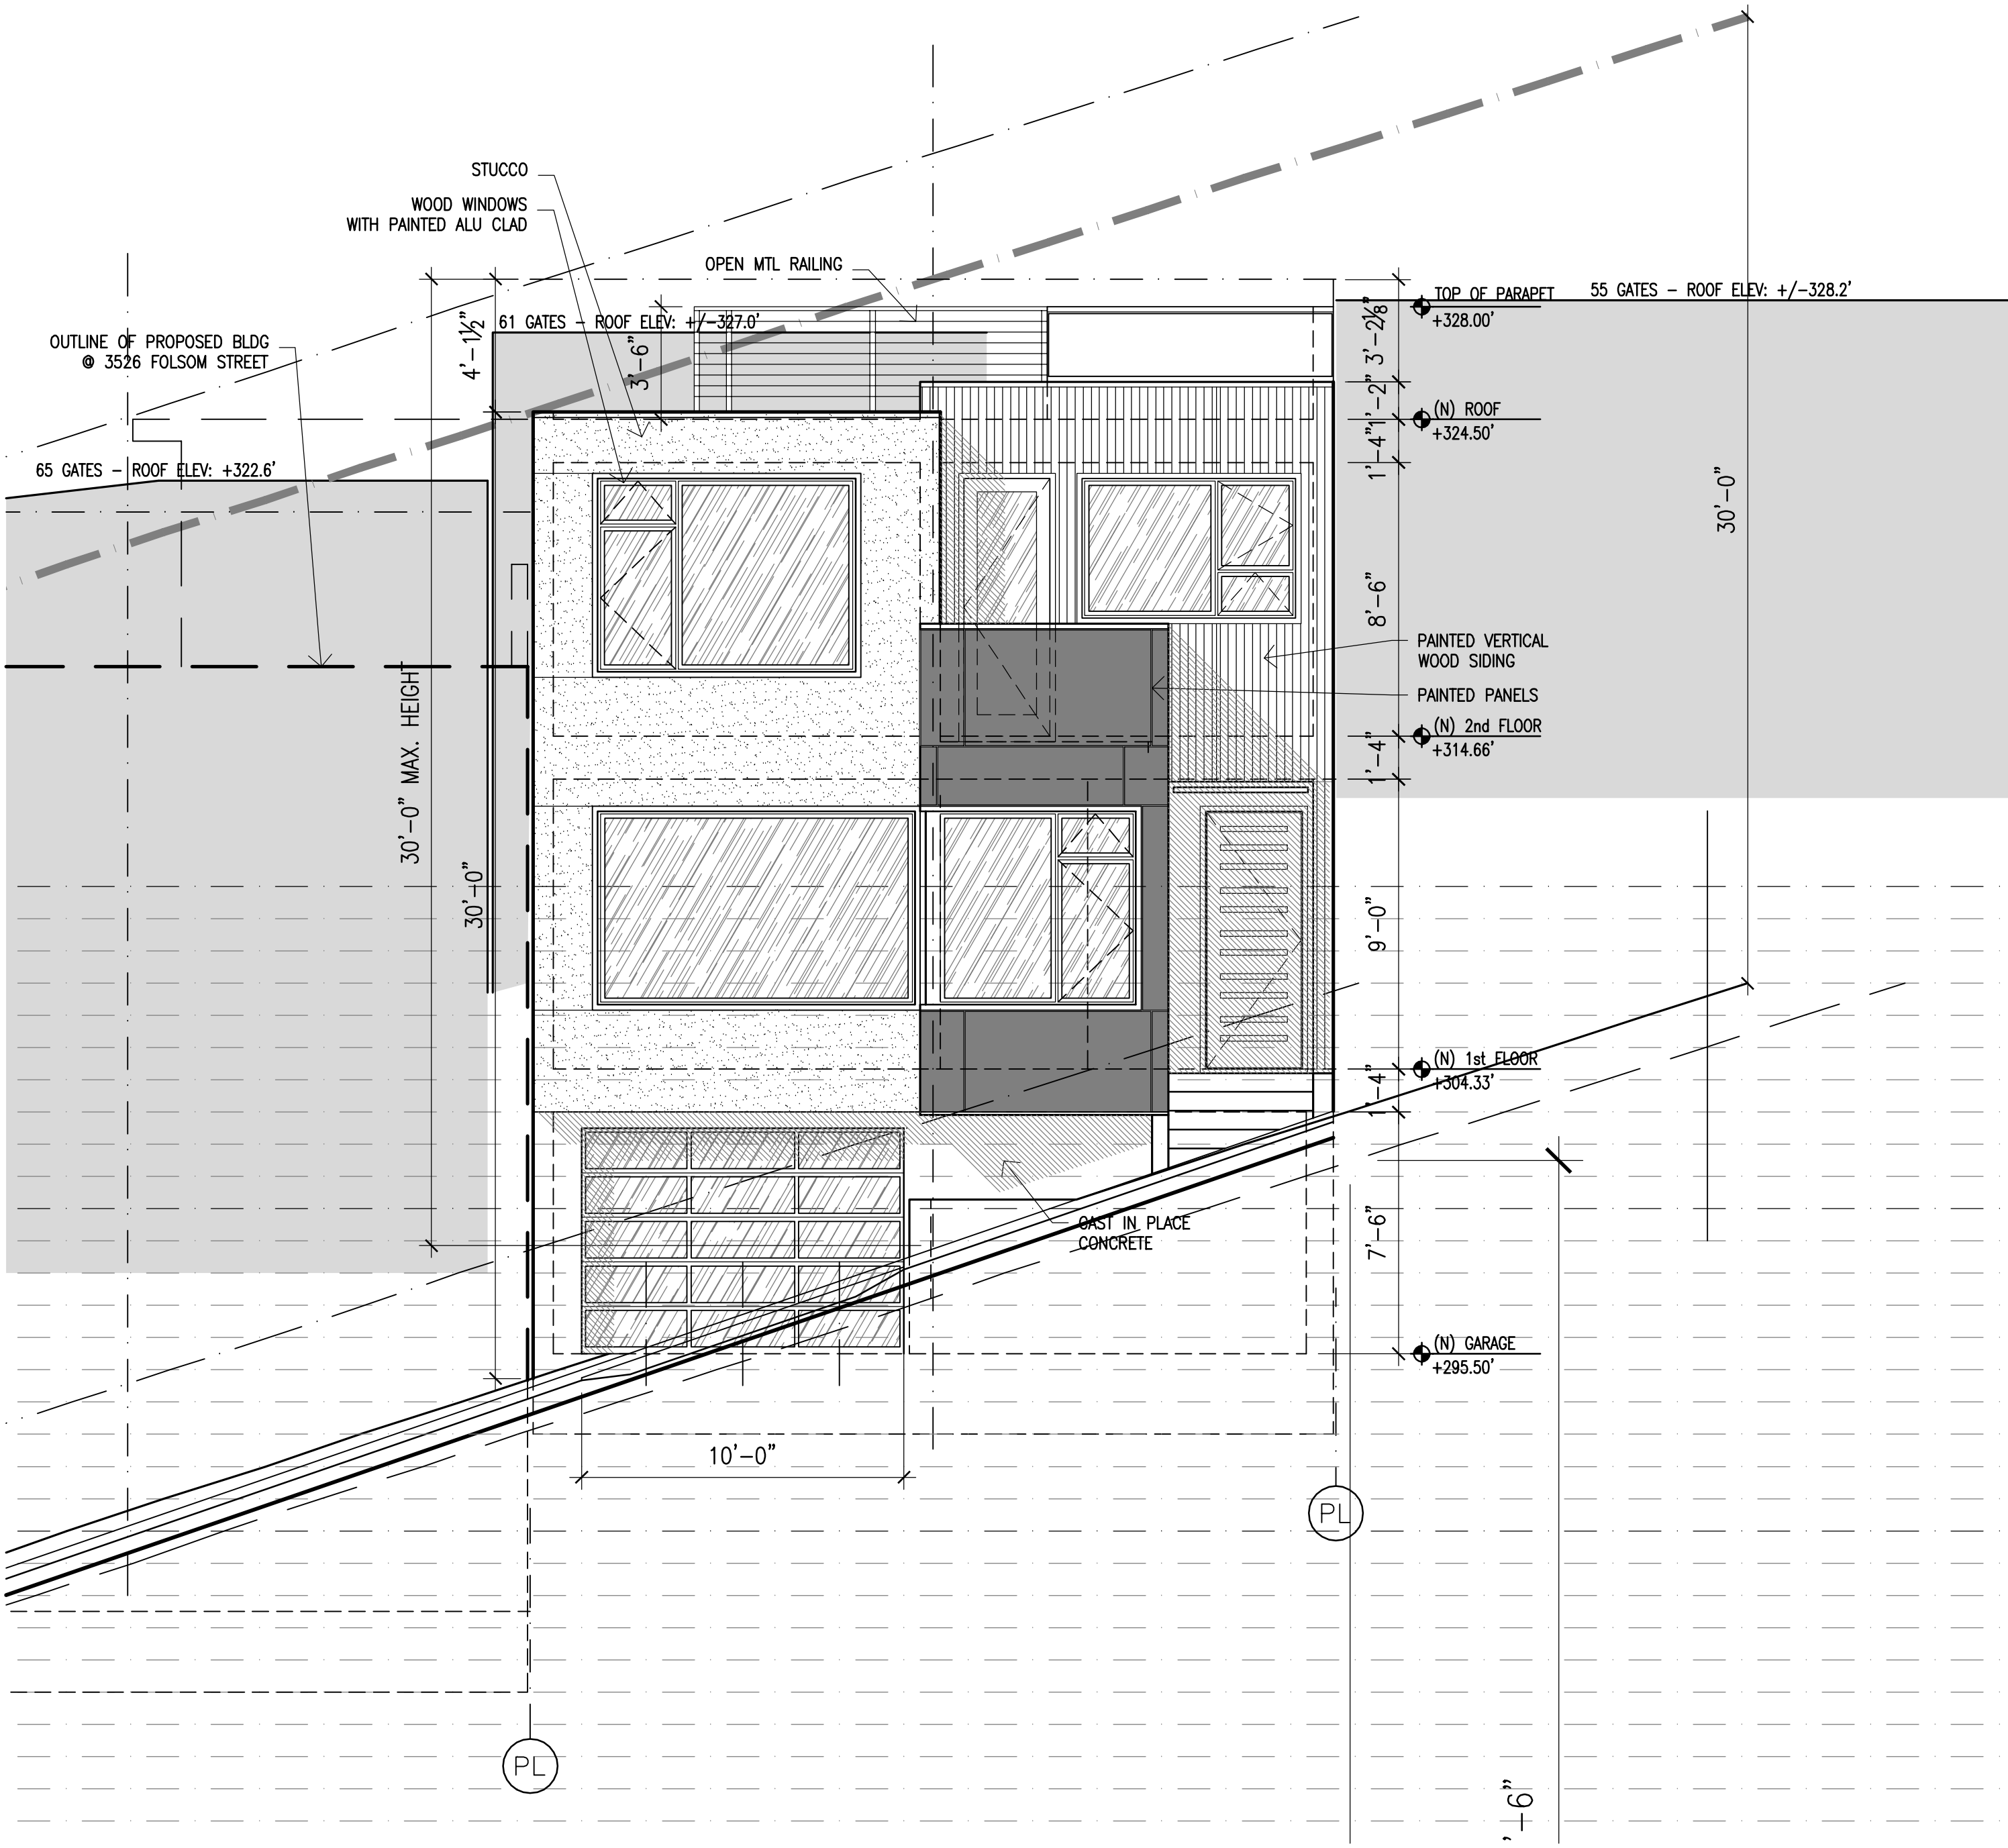 STUCCO
WOOD WINDOWS
WITH PAINTED ALU CLAD
OPEN MTL RAILING
OUTLINE OF PROPOSED BLDG
@ 3526 FOLSOM STREET
61 GATES - ROOF ELEV: +/-327.0'
55 GATES - ROOF ELEV: +/-328.2'
65 GATES - ROOF ELEV: +322.6'
TOP OF PARAPET
+328.00'
(N) ROOF
+324.50'
4'-1½"
3'-6"
3'-2⅛"
1'-2"
1'-4"
30'-0"
8'-6"
PAINTED VERTICAL
WOOD SIDING
PAINTED PANELS
(N) 2nd FLOOR
+314.66'
1'-4"
30'-0" MAX. HEIGHT
30'-0"
9'-0"
(N) 1st FLOOR
+304.33'
1'-4"
CAST IN PLACE
CONCRETE
7'-6"
(N) GARAGE
+295.50'
10'-0"
PL
PL
'-6"